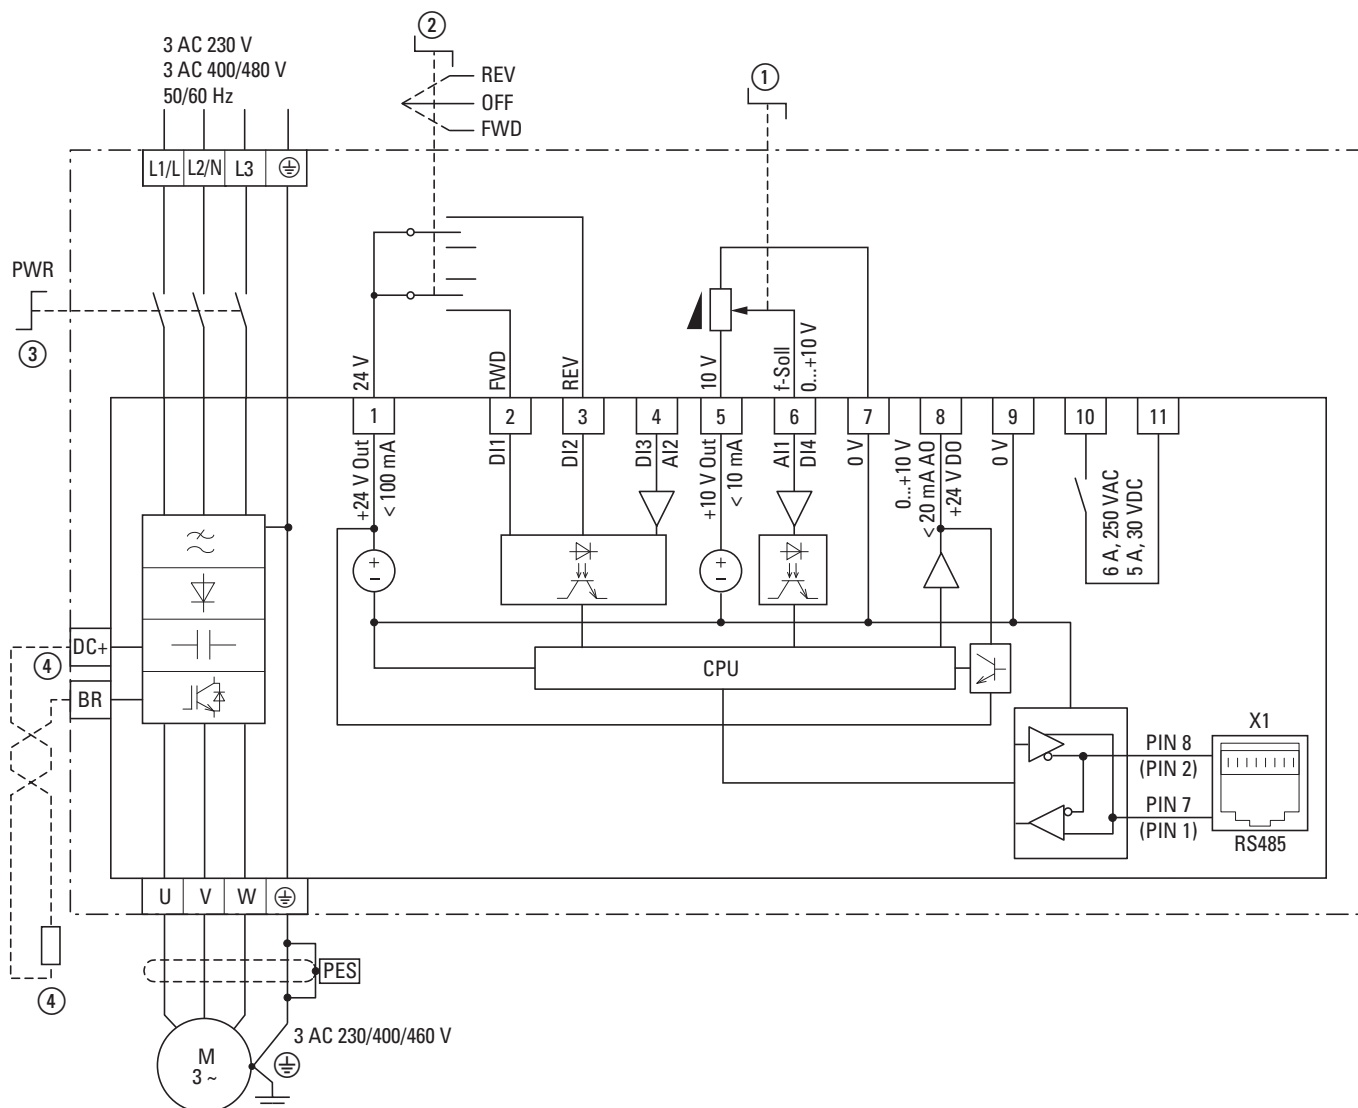 3 AC 230 V
3 AC 400/480 V
50/60 Hz
2
REV
OFF
FWD
1
L1/L L2/N L3
PWR
3
24 V
FWD
REV
10 V
f-Soll
0...+10 V
1 2 3 4 5 6 7 8 9 10 11
+24 V Out
< 100 mA
DI1
DI2
DI3
AI2
+10 V Out
< 10 mA
AI1
DI4
0 V
0...+10 V
< 20 mA AO
+24 V DO
0 V
6 A, 250 VAC
5 A, 30 VDC
+
-
+
-
DC+
4
BR
CPU
X1
PIN 8
(PIN 2)
PIN 7
(PIN 1)
RS485
U V W
PES
4
3 AC 230/400/460 V
M
3 ~